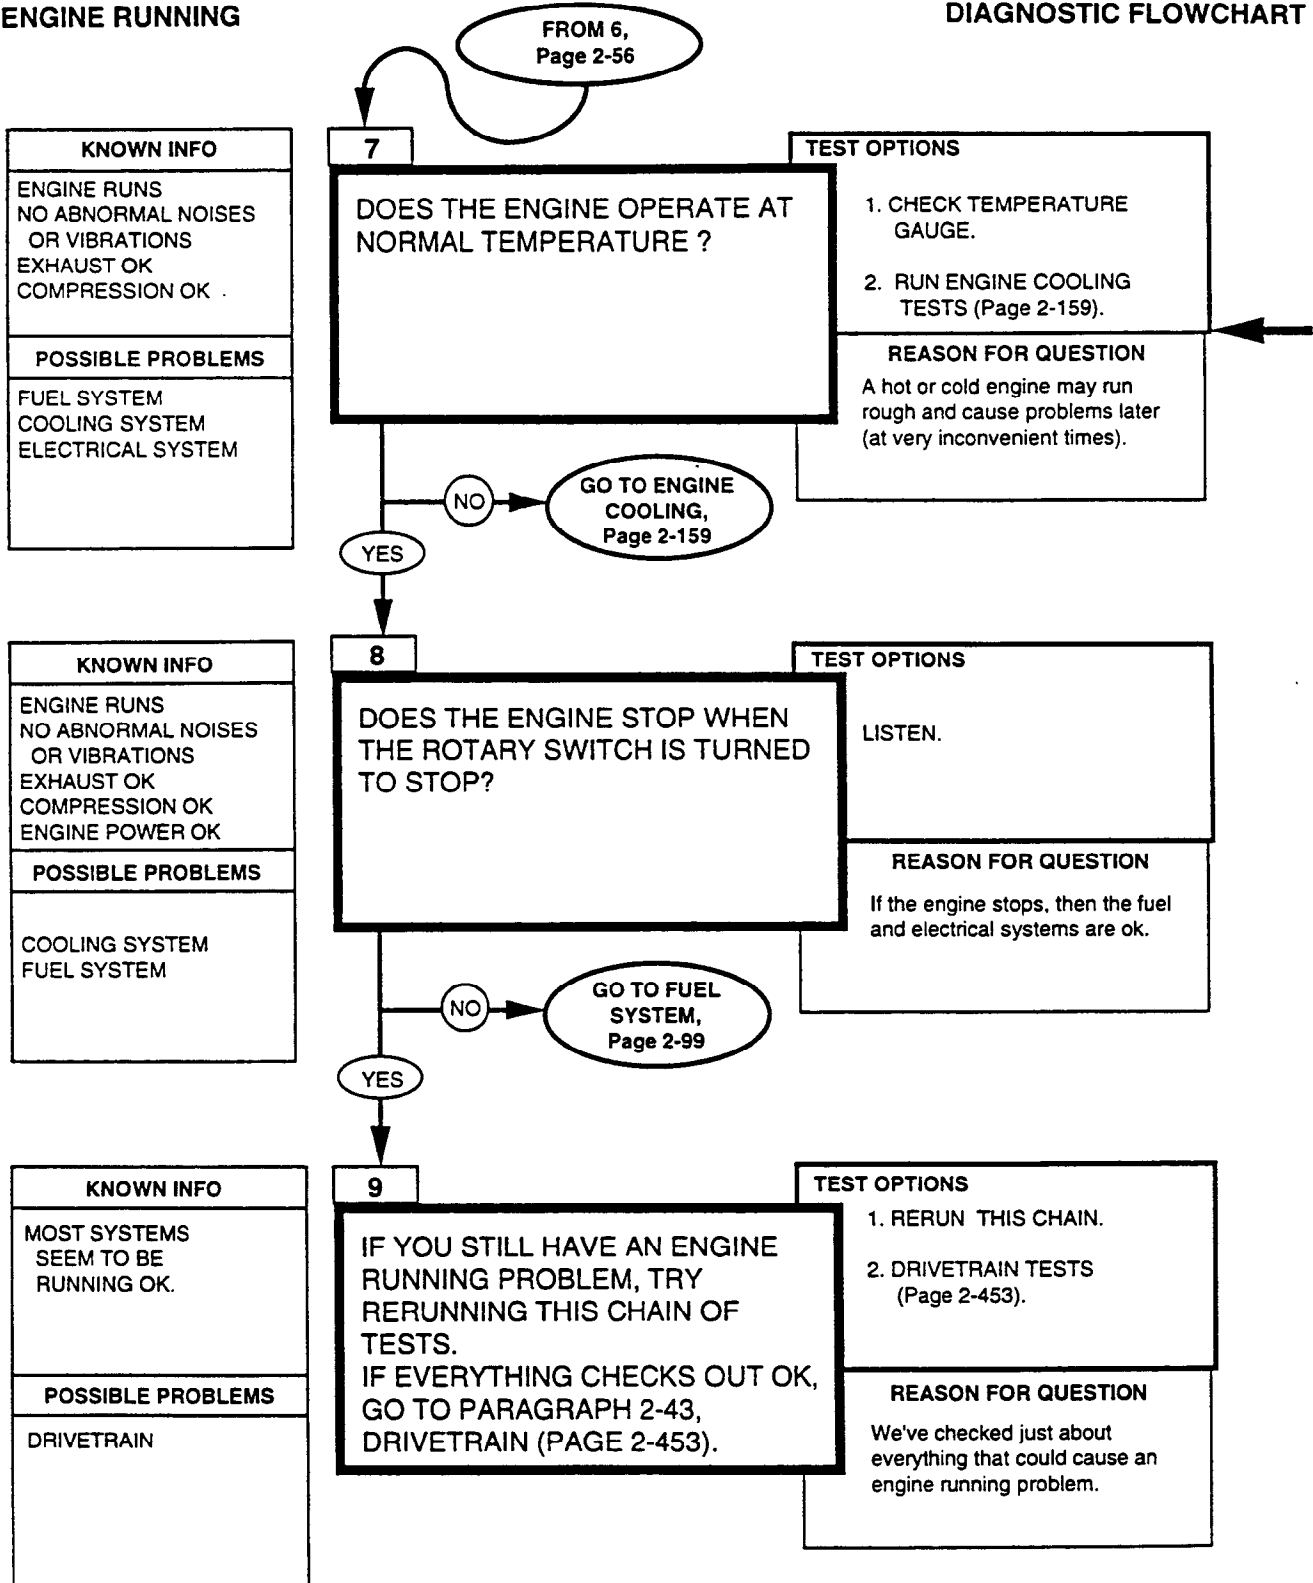 ENGINE RUNNING
DIAGNOSTIC FLOWCHART
FROM 6,
Page 2-56
KNOWN INFO
ENGINE RUNS
NO ABNORMAL NOISES
OR VIBRATIONS
EXHAUST OK
COMPRESSION OK .
POSSIBLE PROBLEMS
FUEL SYSTEM
COOLING SYSTEM
ELECTRICAL SYSTEM
7
DOES THE ENGINE OPERATE AT
NORMAL TEMPERATURE ?
TEST OPTIONS
1. CHECK TEMPERATURE
GAUGE.
2. RUN ENGINE COOLING
TESTS (Page 2-159).
REASON FOR QUESTION
A hot or cold engine may run
rough and cause problems later
(at very inconvenient times).
NO
GO TO ENGINE
COOLING,
Page 2-159
YES
KNOWN INFO
ENGINE RUNS
NO ABNORMAL NOISES
OR VIBRATIONS
EXHAUST OK
COMPRESSION OK
ENGINE POWER OK
POSSIBLE PROBLEMS
COOLING SYSTEM
FUEL SYSTEM
8
DOES THE ENGINE STOP WHEN
THE ROTARY SWITCH IS TURNED
TO STOP?
TEST OPTIONS
LISTEN.
REASON FOR QUESTION
If the engine stops, then the fuel
and electrical systems are ok.
NO
GO TO FUEL
SYSTEM,
Page 2-99
YES
KNOWN INFO
MOST SYSTEMS
SEEM TO BE
RUNNING OK.
POSSIBLE PROBLEMS
DRIVETRAIN
9
IF YOU STILL HAVE AN ENGINE
RUNNING PROBLEM, TRY
RERUNNING THIS CHAIN OF
TESTS.
IF EVERYTHING CHECKS OUT OK,
GO TO PARAGRAPH 2-43,
DRIVETRAIN (PAGE 2-453).
TEST OPTIONS
1. RERUN THIS CHAIN.
2. DRIVETRAIN TESTS
(Page 2-453).
REASON FOR QUESTION
We've checked just about
everything that could cause an
engine running problem.